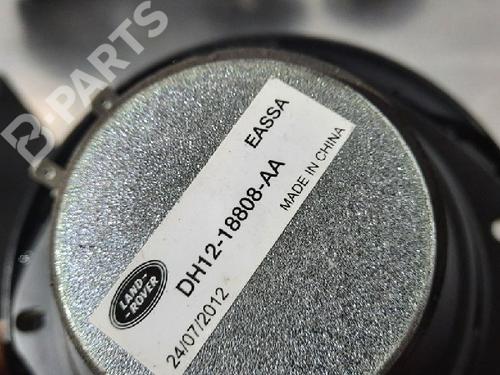 B-PARTS
EASSA
DH12-18808-AA
MADE IN CHINA
LAND-
-ROVER
24/07/2012